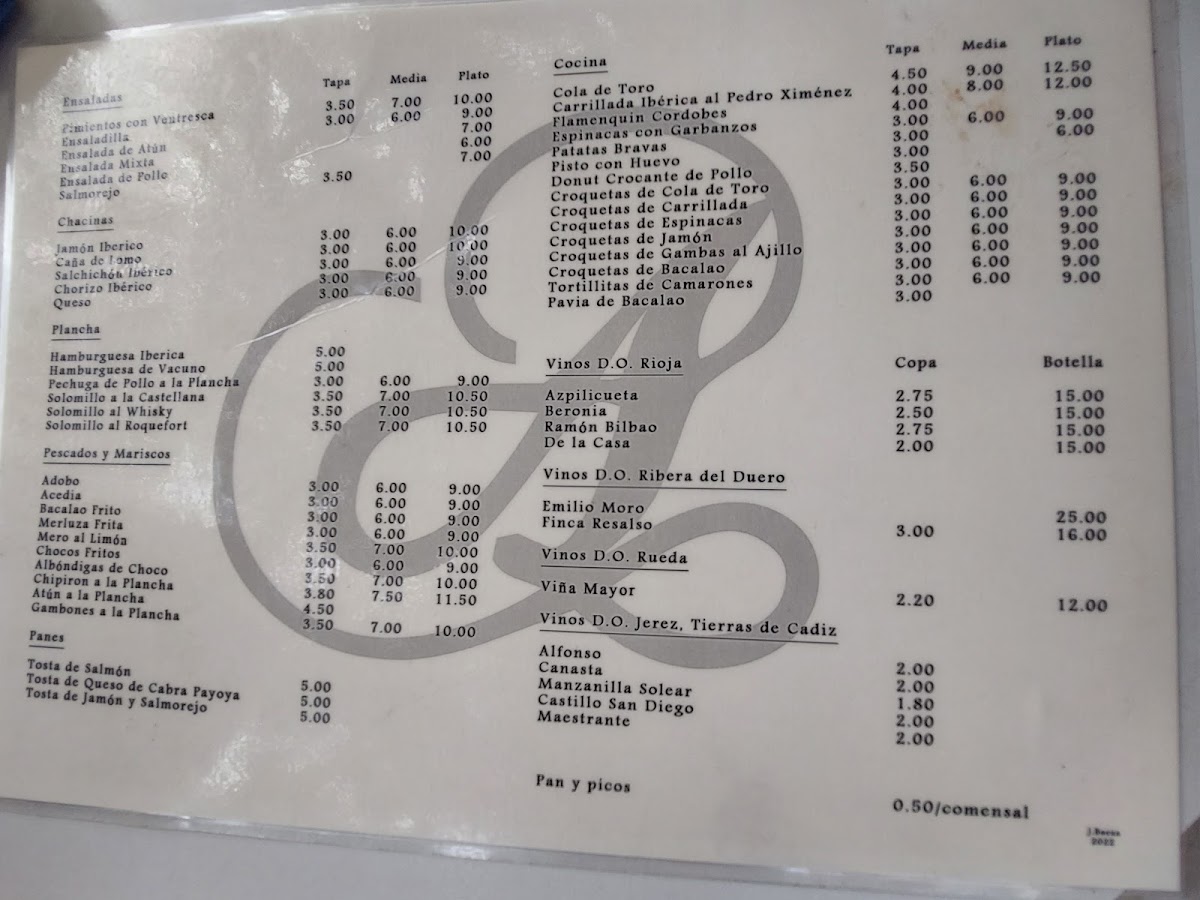 Tapa Media Plato
Ensaladas
Pimientos con Ventresca 3.50 7.00 10.00
Ensaladilla 3.00 6.00 9.00
Ensalada de Atún 7.00
Ensalada Mixta 6.00
Ensalada de Pollo 7.00
Salmorejo 3.50
Chacinas
Jamón Iberico 3.00 6.00 10.00
Caña de Lomo 3.00 6.00 10.00
Salchichón Ibérico 3.00 6.00 9.00
Chorizo Ibérico 3.00 6.00 9.00
Queso 3.00 6.00 9.00
Plancha
Hamburguesa Iberica 5.00
Hamburguesa de Vacuno 5.00
Pechuga de Pollo a la Plancha 3.00 6.00 9.00
Solomillo a la Castellana 3.50 7.00 10.50
Solomillo al Whisky 3.50 7.00 10.50
Solomillo al Roquefort 3.50 7.00 10.50
Pescados y Mariscos
Adobo 3.00 6.00 9.00
Acedia 3.00 6.00 9.00
Bacalao Frito 3.00 6.00 9.00
Merluza Frita 3.00 6.00 9.00
Mero al Limón 3.50 7.00 10.00
Chocos Fritos 3.00 6.00 9.00
Albóndigas de Choco 3.50 7.00 10.00
Chipiron a la Plancha 3.80 7.50 11.50
Atún a la Plancha 4.50
Gambones a la Plancha 3.50 7.00 10.00
Panes
Tosta de Salmón 5.00
Tosta de Queso de Cabra Payoya 5.00
Tosta de Jamón y Salmorejo 5.00
Cocina Tapa Media Plato
Cola de Toro 4.50 9.00 12.50
Carrillada Ibérica al Pedro Ximénez 4.00 8.00 12.00
Flamenquin Cordobes 4.00
Espinacas con Garbanzos 3.00 6.00 9.00
Patatas Bravas 3.00 6.00
Pisto con Huevo 3.00
Donut Crocante de Pollo 3.50
Croquetas de Cola de Toro 3.00 6.00 9.00
Croquetas de Carrillada 3.00 6.00 9.00
Croquetas de Espinacas 3.00 6.00 9.00
Croquetas de Jamón 3.00 6.00 9.00
Croquetas de Gambas al Ajillo 3.00 6.00 9.00
Croquetas de Bacalao 3.00 6.00 9.00
Tortillitas de Camarones 3.00 6.00 9.00
Pavia de Bacalao 3.00
Vinos D.O. Rioja Copa Botella
Azpilicueta 2.75 15.00
Beronia 2.50 15.00
Ramón Bilbao 2.75 15.00
De la Casa 2.00 15.00
Vinos D.O. Ribera del Duero
Emilio Moro 25.00
Finca Resalso 3.00 16.00
Vinos D.O. Rueda
Viña Mayor 2.20 12.00
Vinos D.O. Jerez, Tierras de Cadiz
Alfonso 2.00
Canasta 2.00
Manzanilla Solear 1.80
Castillo San Diego 2.00
Maestrante 2.00
Pan y picos 0.50/comensal
J.Baena
2022